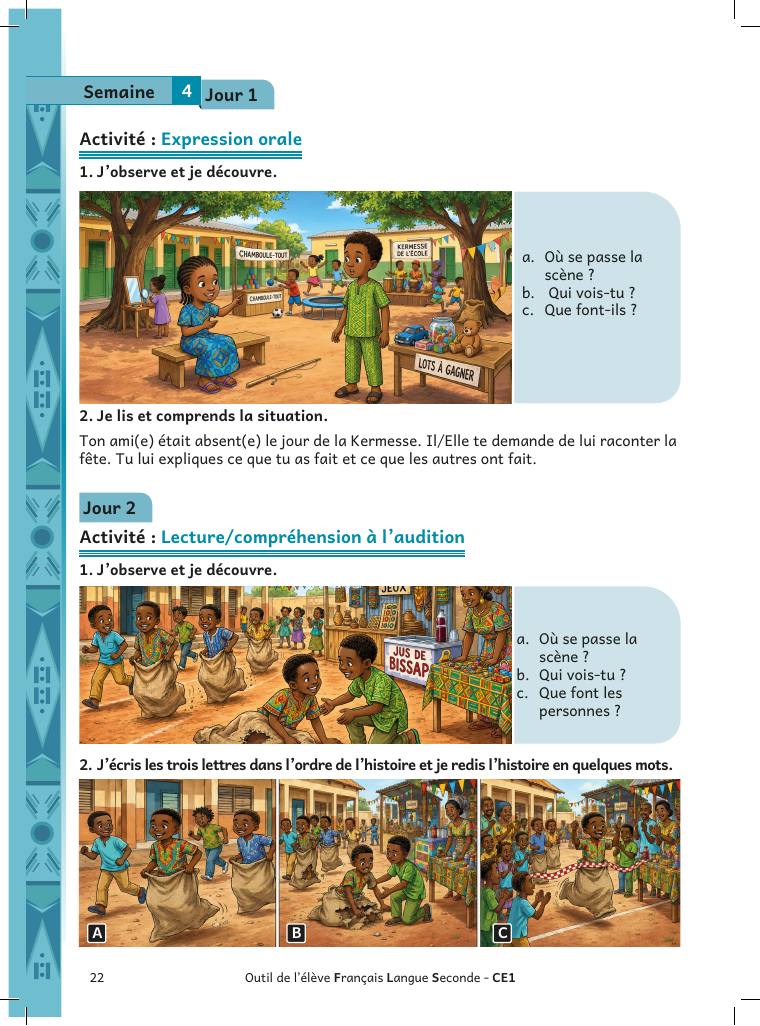 Semaine 4 Jour 1
Activité : Expression orale
1. J’observe et je découvre.
CHAMBOULE-TOUT
KERMESSE
DE L'ÉCOLE
CHAMBOULE-TOUT
LOTS À GAGNER
a. Où se passe la
scène ?
b. Qui vois-tu ?
c. Que font-ils ?
2. Je lis et comprends la situation.
Ton ami(e) était absent(e) le jour de la Kermesse. Il/Elle te demande de lui raconter la
fête. Tu lui expliques ce que tu as fait et ce que les autres ont fait.
Jour 2
Activité : Lecture/compréhension à l’audition
1. J’observe et je découvre.
JEUX
JUS DE
BISSAP
a. Où se passe la
scène ?
b. Qui vois-tu ?
c. Que font les
personnes ?
2. J’écris les trois lettres dans l’ordre de l’histoire et je redis l’histoire en quelques mots.
A
B
C
22
Outil de l’élève Français Langue Seconde - CE1